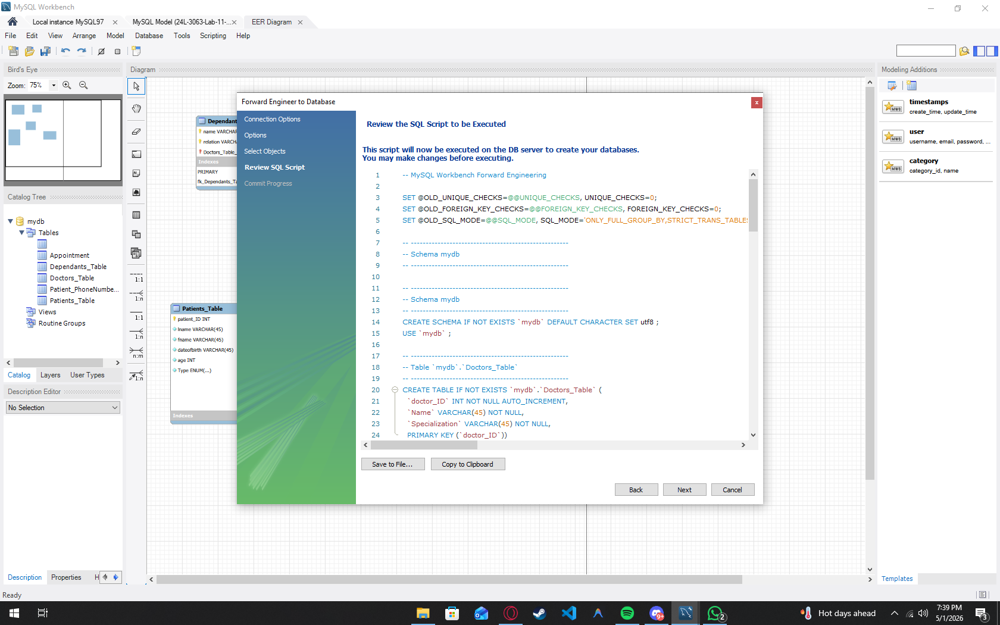 MySQL Workbench
Local instance MySQL97
MySQL Model (24L-3063-Lab-11-...
EER Diagram
File Edit View Arrange Model Database Tools Scripting Help
Bird's Eye
Zoom: 75%
Catalog Tree
mydb
Tables
Appointment
Dependants_Table
Doctors_Table
Patient_PhoneNumbe...
Patients_Table
Views
Routine Groups
Catalog Layers User Types
Description Editor
No Selection
Description Properties H
Ready
Diagram
1:1
1:n
1:1
1:n
n:m
1:n
Dependant
name VARCHAR
relation VARCH
Doctors_Table_
Indexes
PRIMARY
fk_Dependants_Ta
Patients_Table
patient_ID INT
lname VARCHAR(45)
fname VARCHAR(45)
dateofbirth VARCHAR(45)
age INT
Type ENUM(...)
Indexes
Forward Engineer to Database
Connection Options
Options
Select Objects
Review SQL Script
Commit Progress
Review the SQL Script to be Executed
This script will now be executed on the DB server to create your databases.
You may make changes before executing.
1 -- MySQL Workbench Forward Engineering
2
3 SET @OLD_UNIQUE_CHECKS=@@UNIQUE_CHECKS, UNIQUE_CHECKS=0;
4 SET @OLD_FOREIGN_KEY_CHECKS=@@FOREIGN_KEY_CHECKS, FOREIGN_KEY_CHECKS=0;
5 SET @OLD_SQL_MODE=@@SQL_MODE, SQL_MODE='ONLY_FULL_GROUP_BY,STRICT_TRANS_TABLES
6
7 -- -----------------------------------------------------
8 -- Schema mydb
9 -- -----------------------------------------------------
10
11 -- -----------------------------------------------------
12 -- Schema mydb
13 -- -----------------------------------------------------
14 CREATE SCHEMA IF NOT EXISTS `mydb` DEFAULT CHARACTER SET utf8 ;
15 USE `mydb` ;
16
17 -- -----------------------------------------------------
18 -- Table `mydb`.`Doctors_Table`
19 -- -----------------------------------------------------
20 CREATE TABLE IF NOT EXISTS `mydb`.`Doctors_Table` (
21 `doctor_ID` INT NOT NULL AUTO_INCREMENT,
22 `Name` VARCHAR(45) NOT NULL,
23 `Specialization` VARCHAR(45) NOT NULL,
24 PRIMARY KEY (`doctor_ID`))
Save to File... Copy to Clipboard
Back Next Cancel
Modeling Additions
timestamps
create_time, update_time
user
username, email, password, ...
category
category_id, name
MWB
MWB
MWB
Templates
9+
2
Hot days ahead
7:39 PM
5/1/2026
3